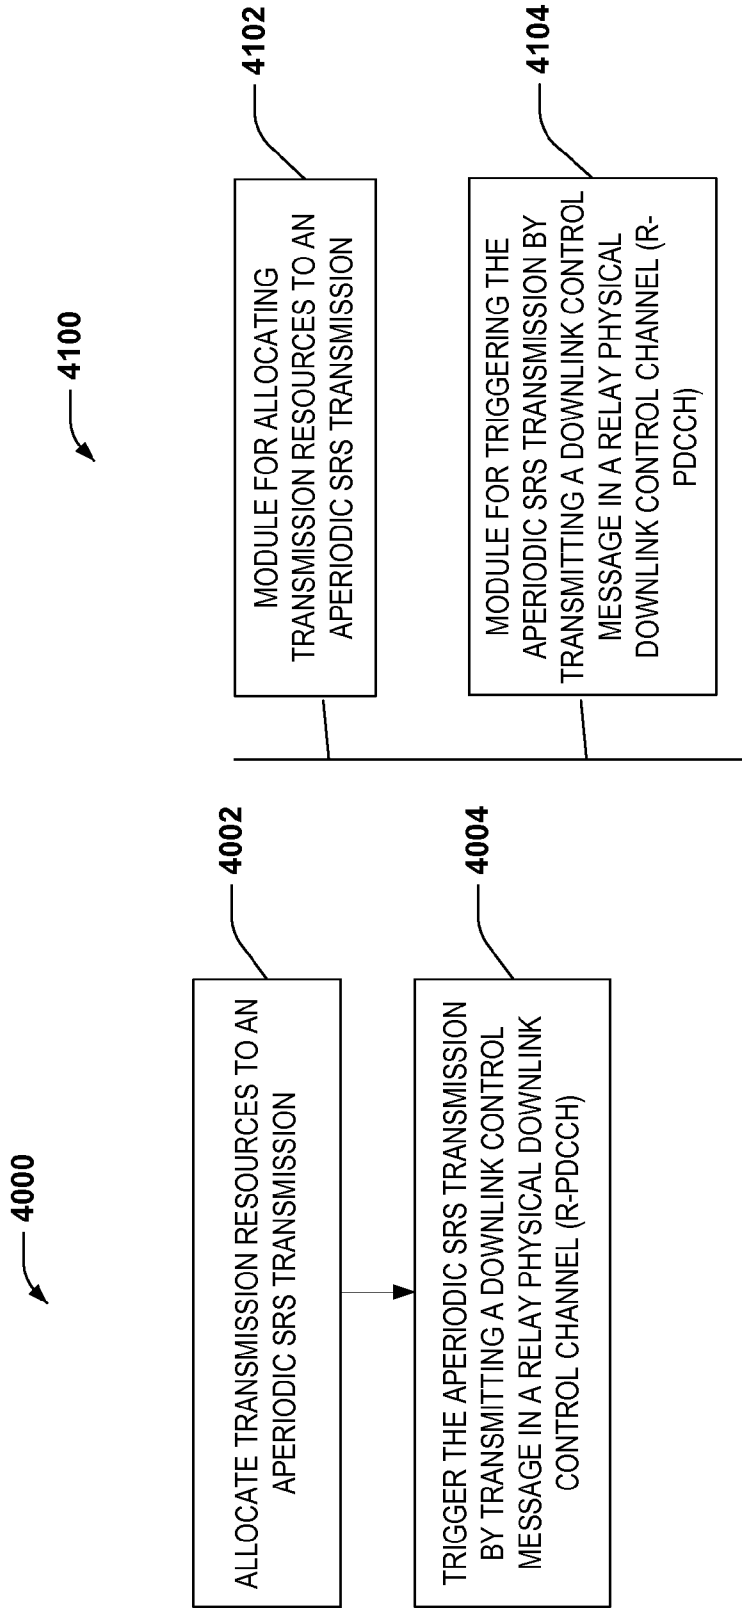 4000
4002
ALLOCATE TRANSMISSION RESOURCES TO AN
APERIODIC SRS TRANSMISSION
4004
TRIGGER THE APERIODIC SRS TRANSMISSION
BY TRANSMITTING A DOWNLINK CONTROL
MESSAGE IN A RELAY PHYSICAL DOWNLINK
CONTROL CHANNEL (R-PDCCH)
4100
4102
MODULE FOR ALLOCATING
TRANSMISSION RESOURCES TO AN
APERIODIC SRS TRANSMISSION
4104
MODULE FOR TRIGGERING THE
APERIODIC SRS TRANSMISSION BY
TRANSMITTING A DOWNLINK CONTROL
MESSAGE IN A RELAY PHYSICAL
DOWNLINK CONTROL CHANNEL (R-
PDCCH)